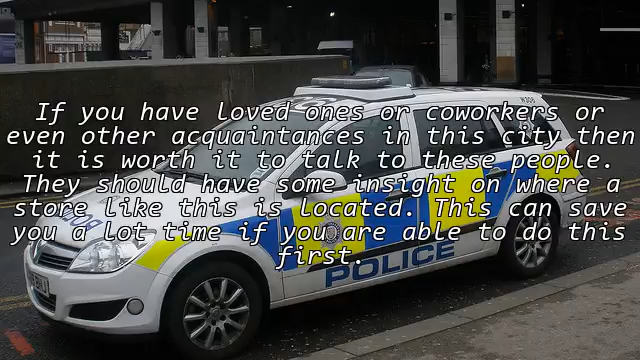 If you have loved ones or coworkers or
even other acquaintances in this city then
it is worth it to talk to these people.
They should have some insight on where a
store like this is located. This can save
you a lot time if you are able to do this
first.
POLICE